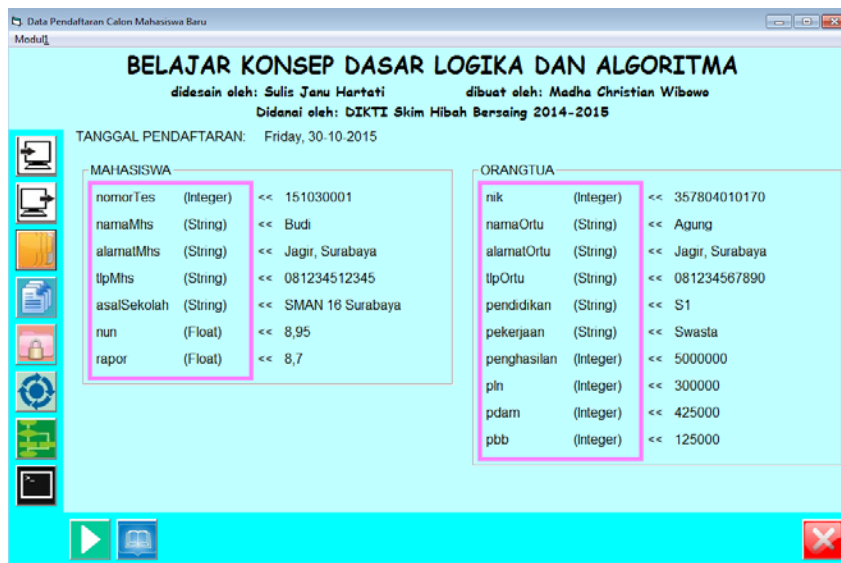 Data Pendaftaran Calon Mahasiswa Baru
Modul1
BELAJAR KONSEP DASAR LOGIKA DAN ALGORITMA
didesain oleh: Sulis Janu Hartati dibuat oleh: Madha Christian Wibowo
Didanai oleh: DIKTI Skim Hibah Bersaing 2014-2015
TANGGAL PENDAFTARAN: Friday, 30-10-2015
MAHASISWA
nomorTes (Integer) << 151030001
namaMhs (String) << Budi
alamatMhs (String) << Jagir, Surabaya
tlpMhs (String) << 081234512345
asalSekolah (String) << SMAN 16 Surabaya
nun (Float) << 8,95
rapor (Float) << 8,7
ORANGTUA
nik (Integer) << 357804010170
namaOrtu (String) << Agung
alamatOrtu (String) << Jagir, Surabaya
tlpOrtu (String) << 081234567890
pendidikan (String) << S1
pekerjaan (String) << Swasta
penghasilan (Integer) << 5000000
pln (Integer) << 300000
pdam (Integer) << 425000
pbb (Integer) << 125000